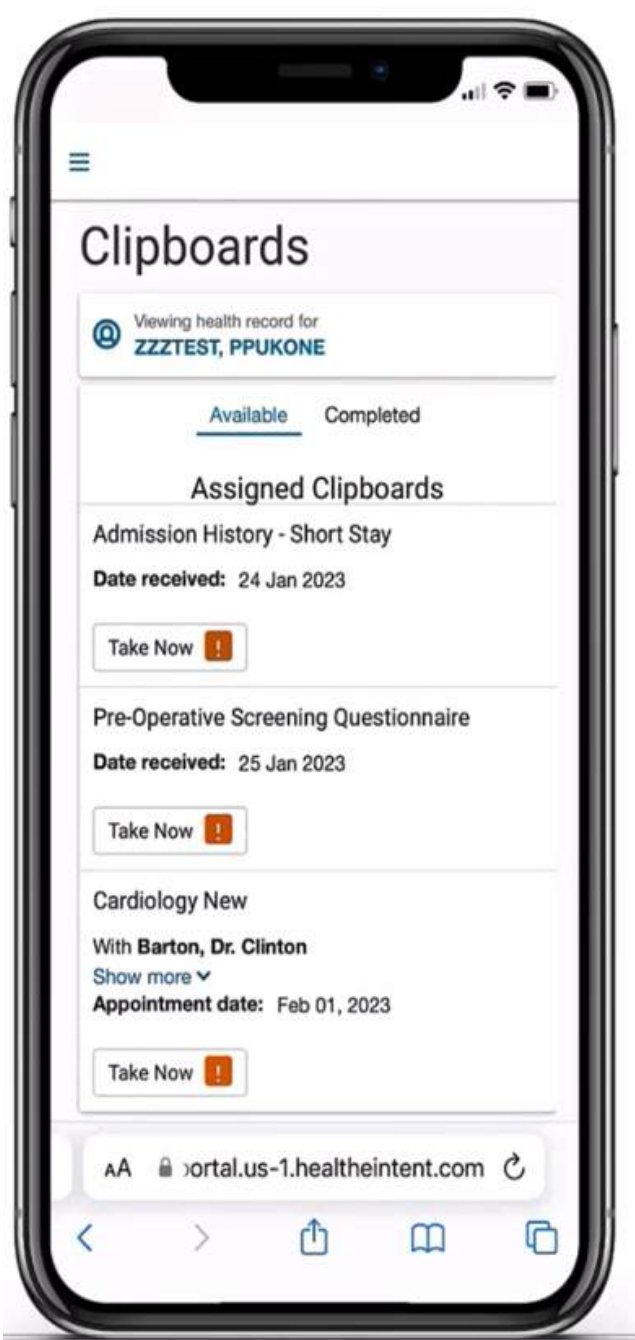 Clipboards
Viewing health record for
ZZZTEST, PPUKONE
Available Completed
Assigned Clipboards
Admission History - Short Stay
Date received: 24 Jan 2023
Take Now !
Pre-Operative Screening Questionnaire
Date received: 25 Jan 2023
Take Now !
Cardiology New
With Barton, Dr. Clinton
Show more
Appointment date: Feb 01, 2023
Take Now !
AA ortal.us-1.healtheintent.com